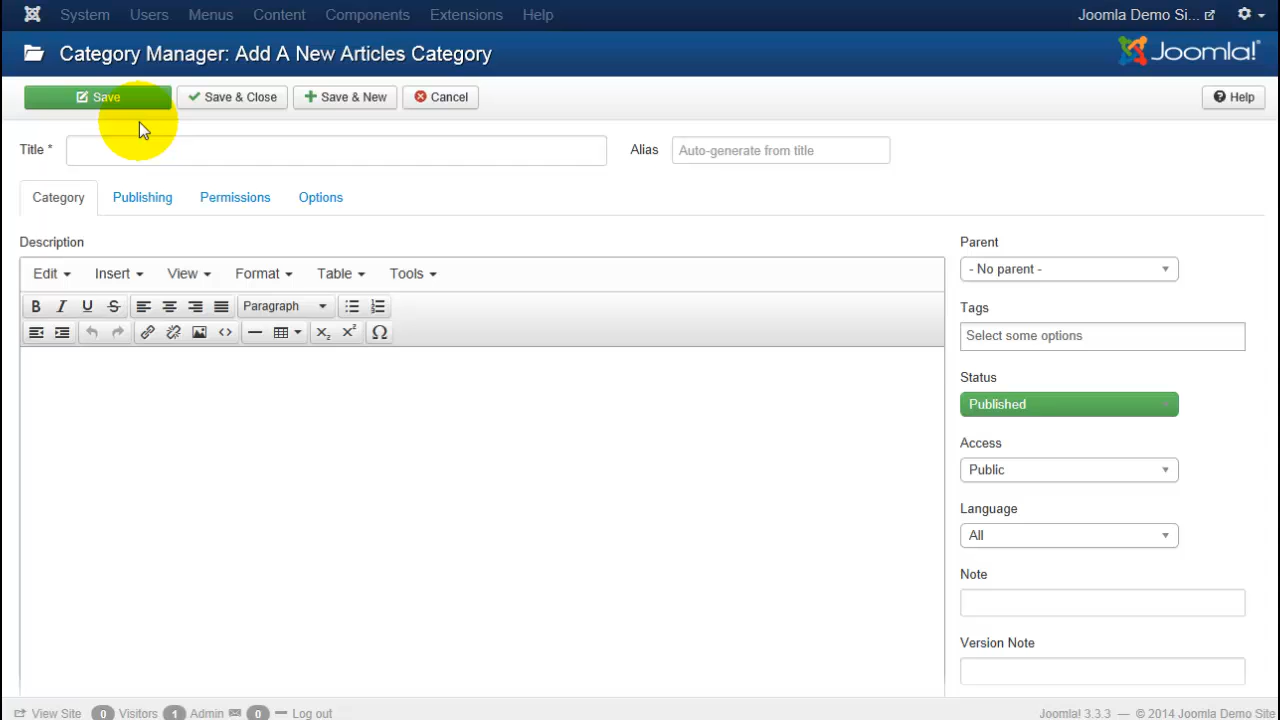 System Users Menus Content Components Extensions Help Joomla Demo Si...
Category Manager: Add A New Articles Category Joomla!
Save Save & Close Save & New Cancel Help
Title * Alias Auto-generate from title
Category Publishing Permissions Options
Description
Edit Insert View Format Table Tools
B I U S Paragraph
Ω
Parent
- No parent -
Tags
Select some options
Status
Published
Access
Public
Language
All
Note
Version Note
View Site 0 Visitors 1 Admin 0 Log out Joomla! 3.3.3 — © 2014 Joomla Demo Site